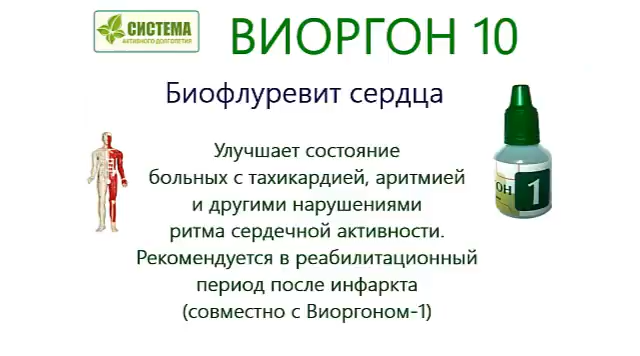 СИСТЕМА
АКТИВНОГО ДОЛГОЛЕТИЯ
ВИОРГОН 10
Биофлуревит сердца
Улучшает состояние
больных с тахикардией, аритмией
и другими нарушениями
ритма сердечной активности.
Рекомендуется в реабилитационный
период после инфаркта
(совместно с Виоргоном-1)
ОН 1